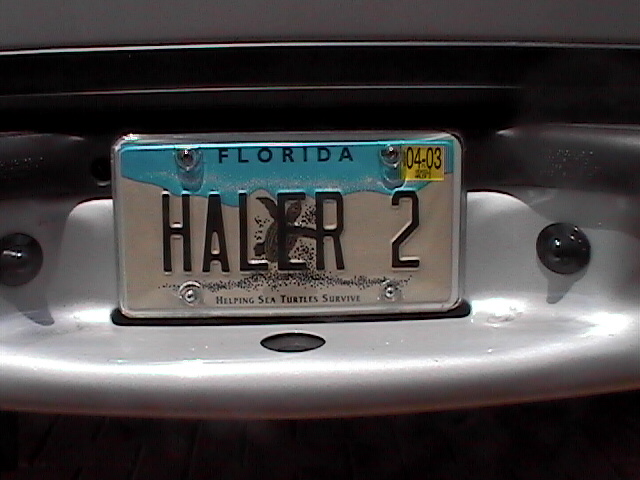 FLORIDA
04-03
HALER 2
HELPING SEA TURTLES SURVIVE